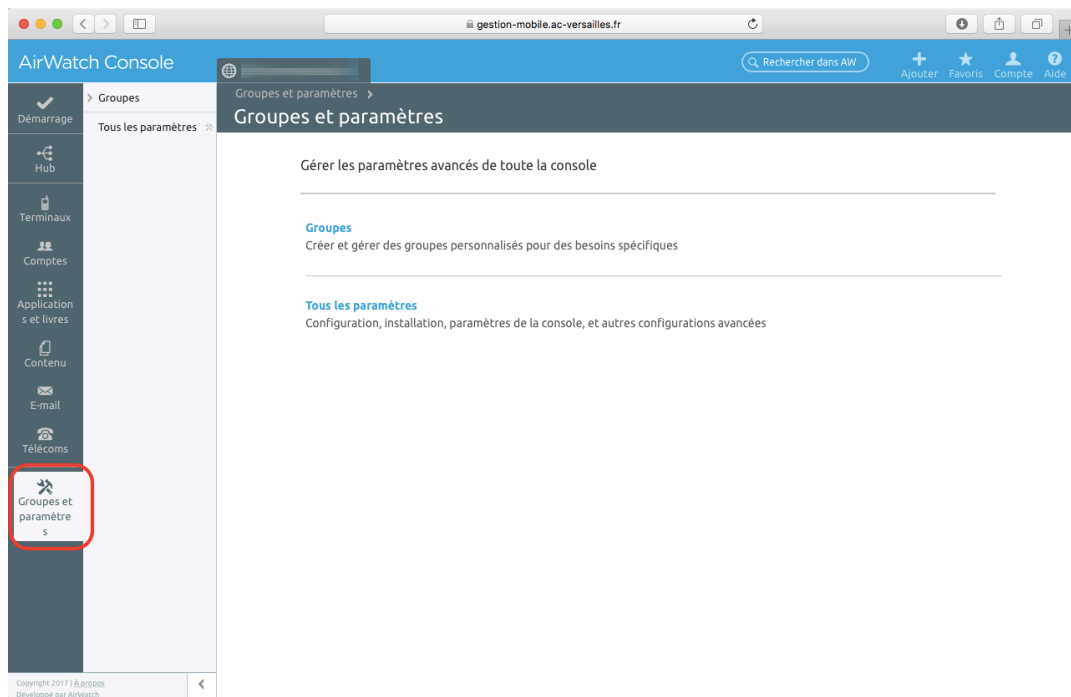 gestion-mobile.ac-versailles.fr
AirWatch Console
Rechercher dans AW
Ajouter
Favoris
Compte
Aide
Démarrage
Hub
Terminaux
Comptes
Application
s et livres
Contenu
E-mail
Télécoms
Groupes et
paramètre
s
Groupes
Tous les paramètres
Groupes et paramètres
Groupes et paramètres
Gérer les paramètres avancés de toute la console
Groupes
Créer et gérer des groupes personnalisés pour des besoins spécifiques
Tous les paramètres
Configuration, installation, paramètres de la console, et autres configurations avancées
Copyright 2017 | À propos
Développé par AirWatch